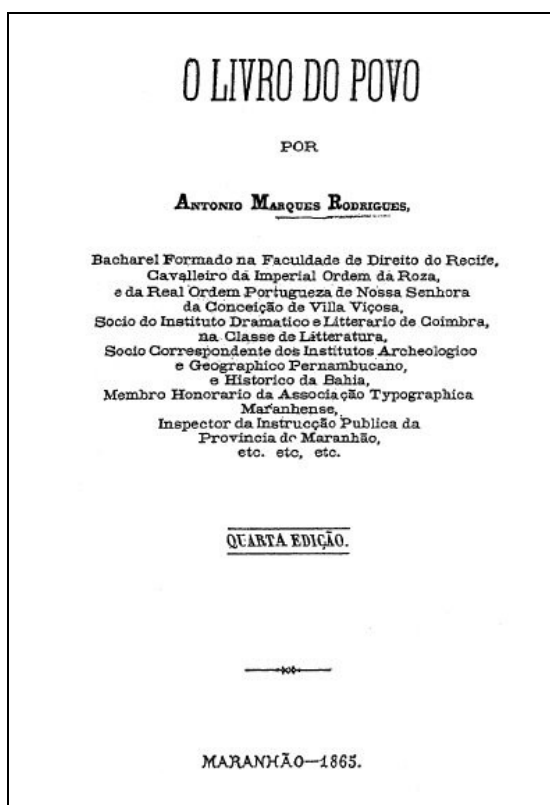 O LIVRO DO POVO
POR
ANTONIO MARQUES RODRIGUES,
Bacharel Formado na Faculdade de Direito do Recife,
Cavalleiro da Imperial Ordem da Roza,
e da Real Ordem Portugueza de Nossa Senhora
da Conceição de Villa Viçosa,
Socio do Instituto Dramatico e Litterario de Coimbra,
na Classe de Litteratura,
Socio Correspondente dos Institutos Archeologico
e Geographico Pernambucano,
e Historico da Bahia,
Membro Honorario da Associação Typographica
Maranhense,
Inspector da Instrucção Publica da
Provincia do Maranhão,
etc. etc, etc.
QUARTA EDIÇÃO.
MARANHÃO—1865.